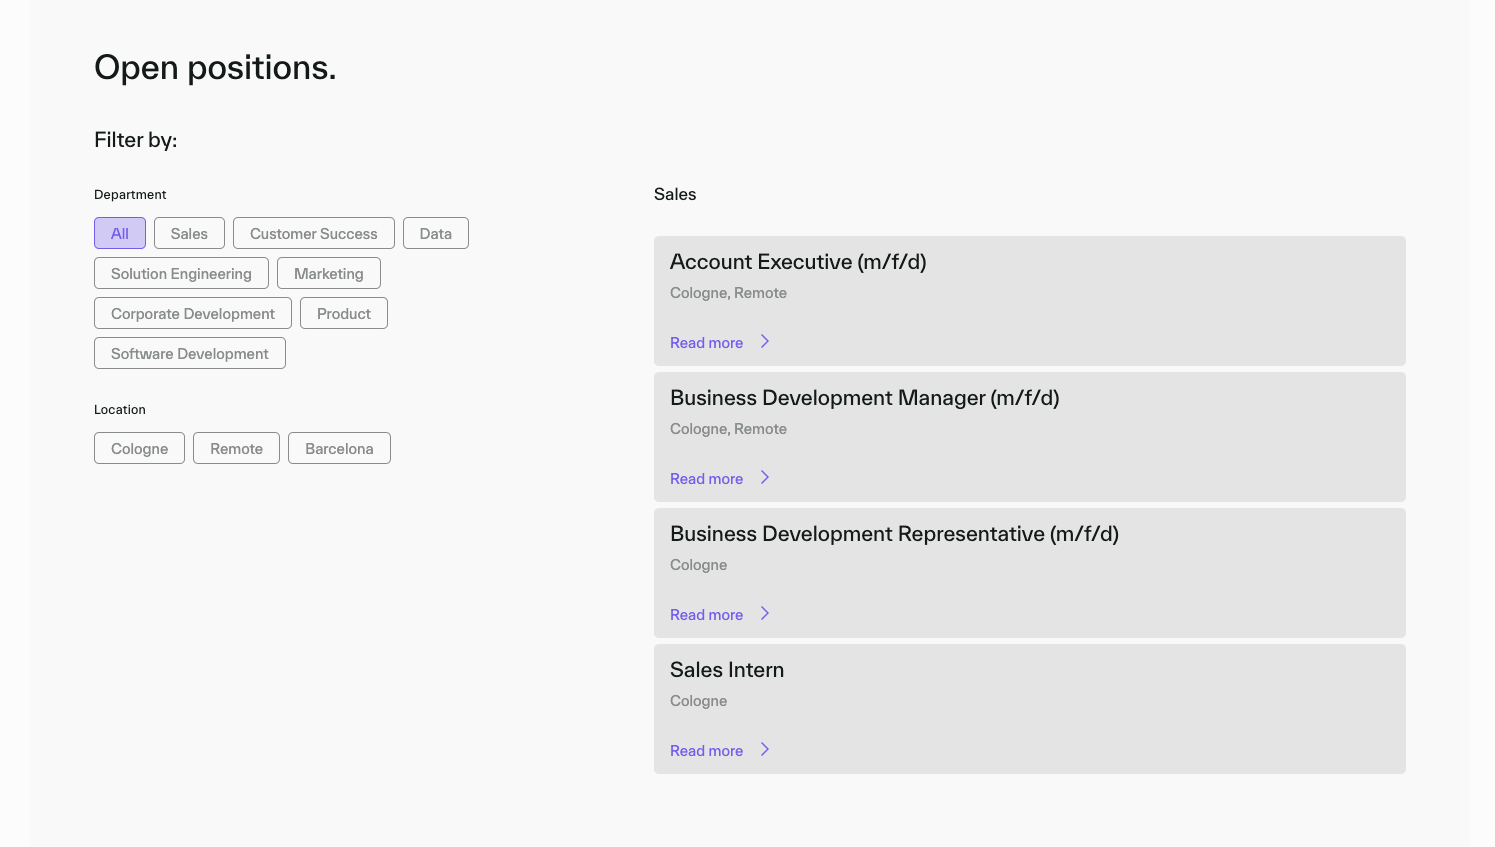 Open positions.
Filter by:
Department
All Sales Customer Success Data
Solution Engineering Marketing
Corporate Development Product
Software Development
Location
Cologne Remote Barcelona
Sales
Account Executive (m/f/d)
Cologne, Remote
Read more
Business Development Manager (m/f/d)
Cologne, Remote
Read more
Business Development Representative (m/f/d)
Cologne
Read more
Sales Intern
Cologne
Read more